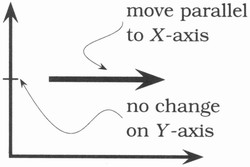 move parallel
to X-axis
no change
on Y-axis